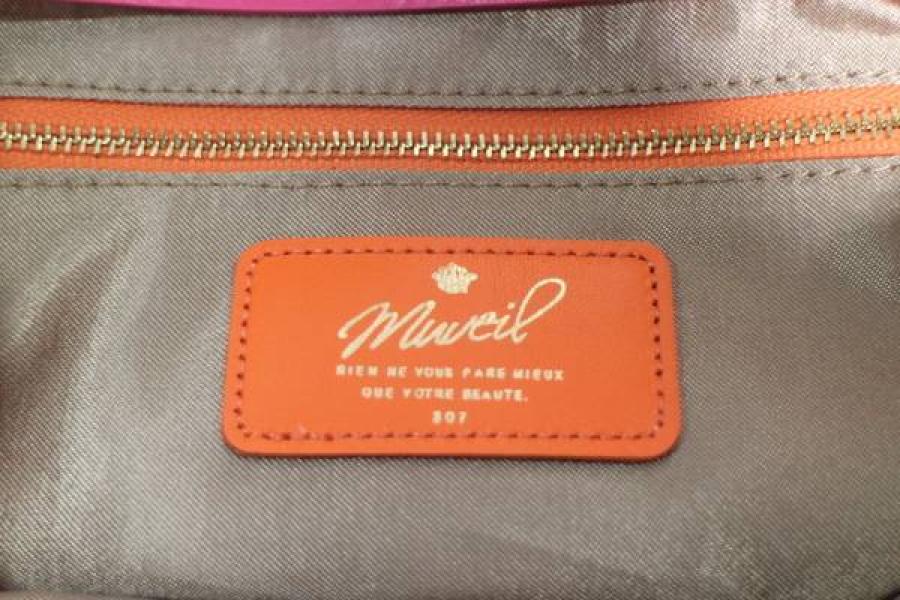 Muveil
RIEN NE VOUS PARE MIEUX
QUE VOTRE BEAUTE.
307